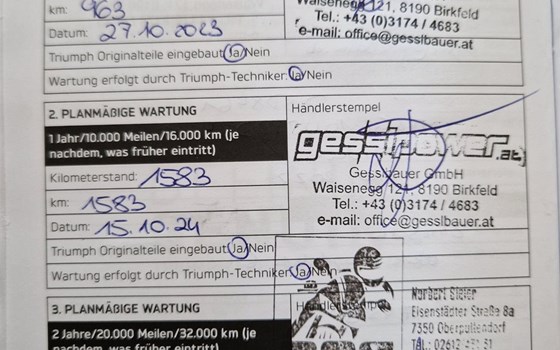 km: 963
Datum: 27.10.2023
Triumph Originalteile eingebaut Ja/Nein
Wartung erfolgt durch Triumph-Techniker: Ja/Nein
Waisenegg 121, 8190 Birkfeld
Tel.: +43 (0)3174 / 4683
e-mail: office@gesslbauer.at
2. PLANMÄßIGE WARTUNG
1 Jahr/10.000 Meilen/16.000 km (je
nachdem, was früher eintritt)
Kilometerstand: 1583
km: 1583
Datum: 15.10.24
Triumph Originalteile eingebaut Ja/Nein
Wartung erfolgt durch Triumph-Techniker Ja/Nein
Händlerstempel
gesslpower.at
Gesslbauer GmbH
Waisenegg 121, 8190 Birkfeld
Tel.: +43 (0)3174 / 4683
e-mail: office@gesslbauer.at
3. PLANMÄßIGE WARTUNG
2 Jahre/20.000 Meilen/32.000 km (je
nachdem, was früher eintritt)
Händlerstempel
Norbert
Eisenstädter Straße 8a
7350 Oberpullendorf